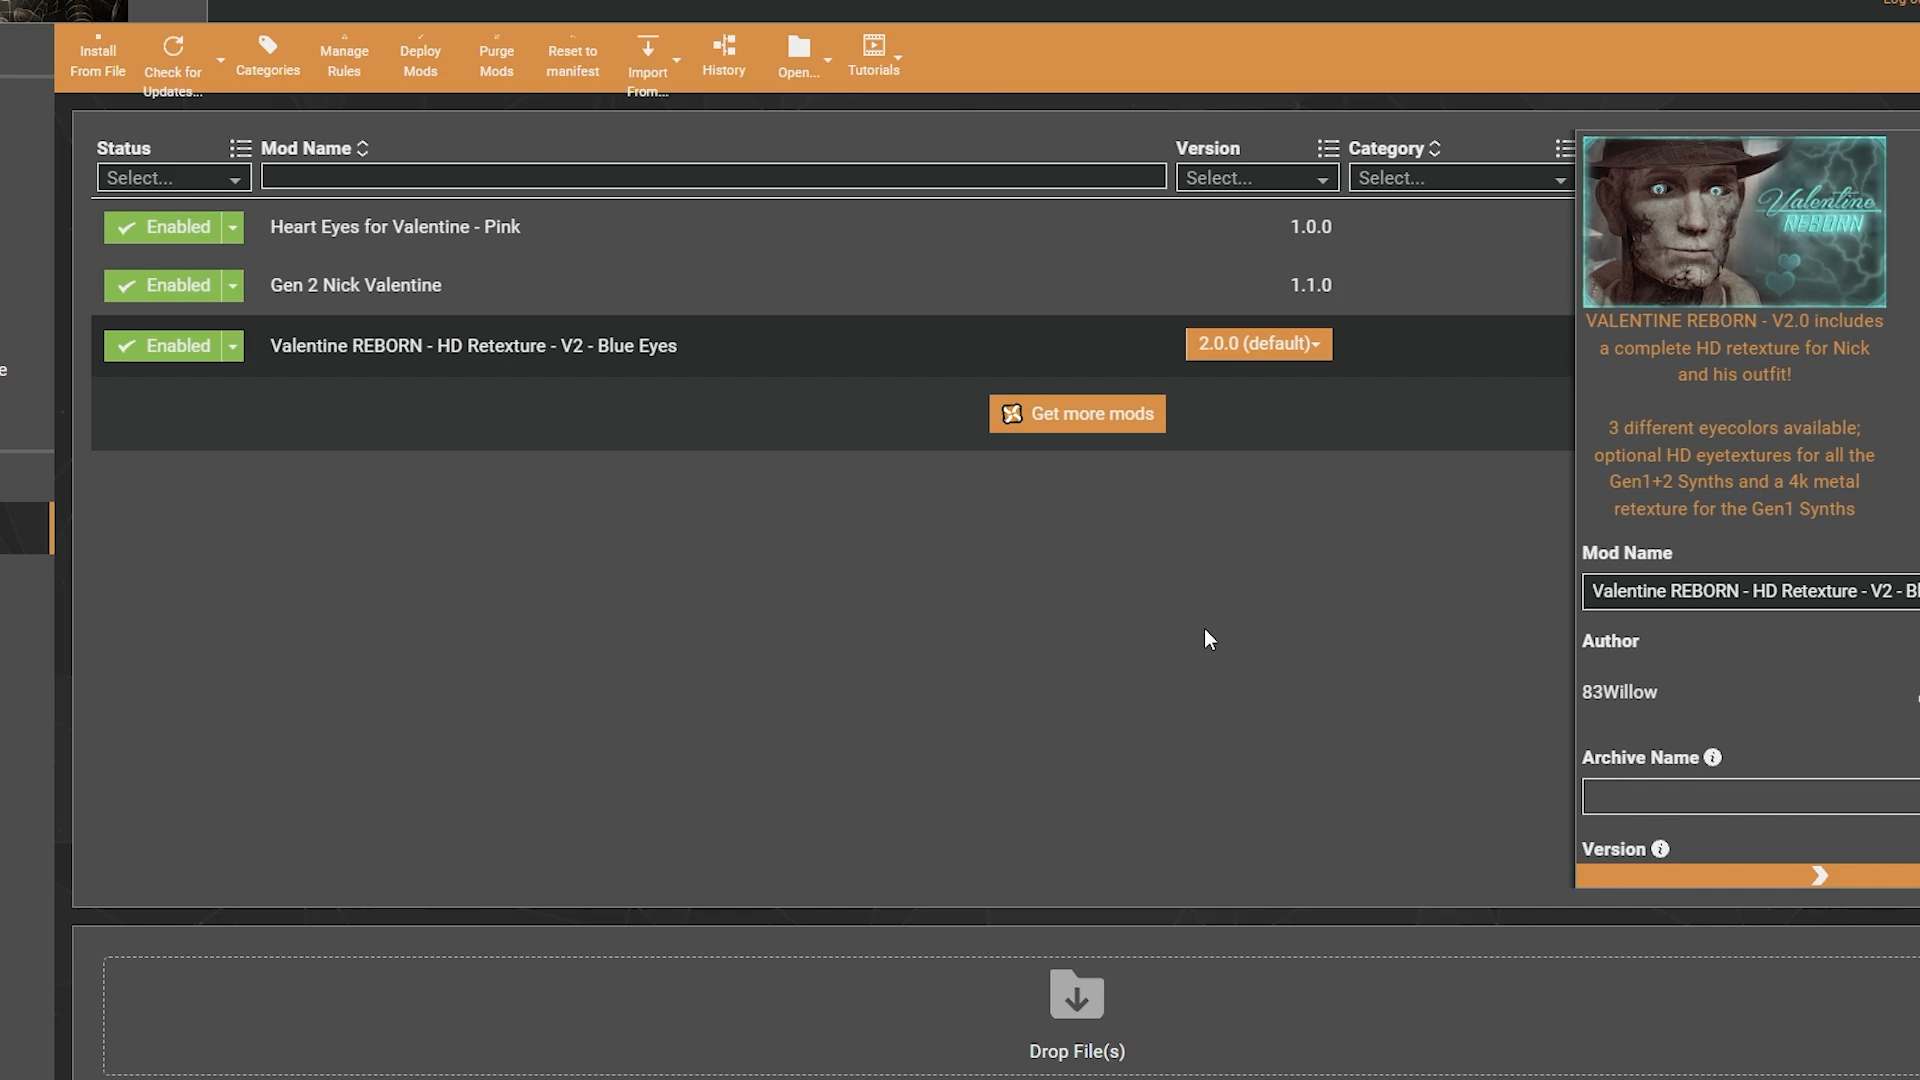 Install
From File
Check for
Updates...
Categories
Manage
Rules
Deploy
Mods
Purge
Mods
Reset to
manifest
Import
From...
History
Open...
Tutorials
Status
Mod Name
Version
Category
Select...
Select...
Select...
Enabled
Heart Eyes for Valentine - Pink
1.0.0
Enabled
Gen 2 Nick Valentine
1.1.0
Enabled
Valentine REBORN - HD Retexture - V2 - Blue Eyes
2.0.0 (default)
Get more mods
Valentine
REBORN
VALENTINE REBORN - V2.0 includes
a complete HD retexture for Nick
and his outfit!
3 different eyecolors available;
optional HD eyetextures for all the
Gen1+2 Synths and a 4k metal
retexture for the Gen1 Synths
Mod Name
Valentine REBORN - HD Retexture - V2 - Bl
Author
83Willow
Archive Name
Version
Drop File(s)
e